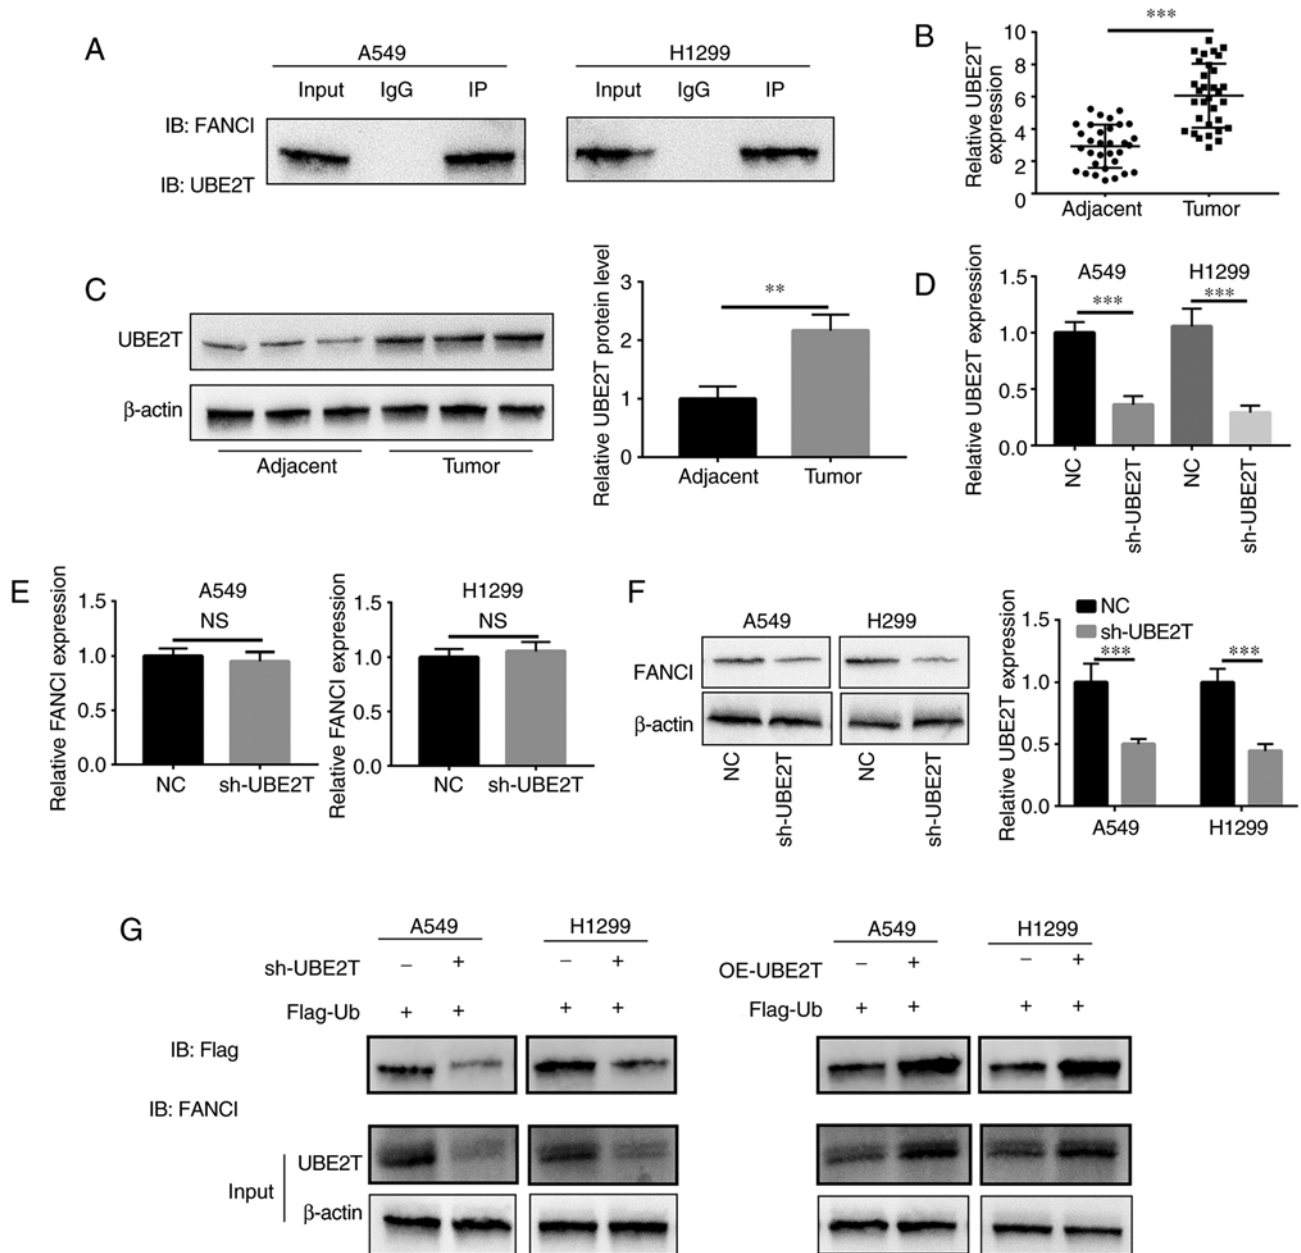 A
A549
H1299
Input IgG IP
Input IgG IP
IB: FANCI
IB: UBE2T
B
***
Relative UBE2T
expression
10
8
6
4
2
0
Adjacent Tumor
C
UBE2T
β-actin
Adjacent Tumor
Relative UBE2T protein level
3
2
1
0
**
Adjacent Tumor
D
Relative UBE2T expression
1.5
1.0
0.5
0.0
A549 H1299
*** ***
NC
sh-UBE2T
NC
sh-UBE2T
E
Relative FANCI expression
1.5
1.0
0.5
0.0
A549
NS
NC sh-UBE2T
Relative FANCI expression
1.5
1.0
0.5
0.0
H1299
NS
NC sh-UBE2T
F
A549 H299
FANCI
β-actin
NC
sh-UBE2T
NC
sh-UBE2T
Relative UBE2T expression
1.5
1.0
0.5
0.0
NC
sh-UBE2T
*** ***
A549 H1299
G
A549 H1299
sh-UBE2T – + – +
Flag-Ub + + + +
A549 H1299
OE-UBE2T – + – +
Flag-Ub + + + +
IB: Flag
IB: FANCI
Input
UBE2T
β-actin